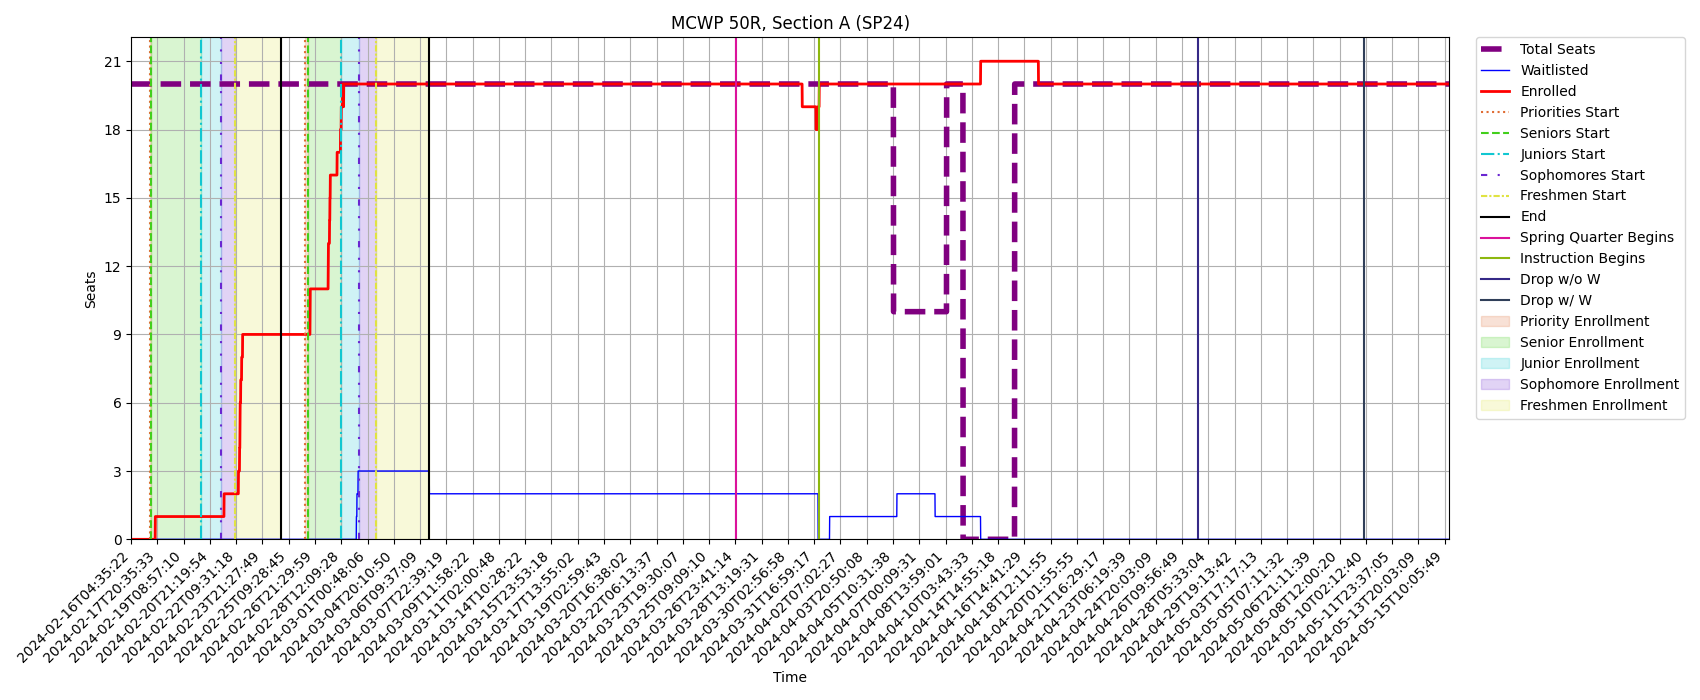 MCWP 50R, Section A (SP24)
Seats
21
18
15
12
9
6
3
0
2024-02-16T04:35:22
2024-02-17T20:35:33
2024-02-19T08:57:10
2024-02-20T21:19:54
2024-02-22T09:31:18
2024-02-23T21:27:49
2024-02-25T09:28:45
2024-02-26T21:29:59
2024-02-28T12:09:28
2024-03-01T00:48:06
2024-03-04T20:10:50
2024-03-06T09:37:09
2024-03-07T22:39:19
2024-03-09T11:58:22
2024-03-11T02:00:48
2024-03-14T10:28:22
2024-03-15T23:53:18
2024-03-17T13:55:02
2024-03-19T02:59:43
2024-03-20T16:38:02
2024-03-22T06:13:37
2024-03-23T19:30:07
2024-03-25T09:09:10
2024-03-26T23:41:14
2024-03-28T13:19:31
2024-03-30T02:56:58
2024-03-31T16:59:17
2024-04-02T07:02:27
2024-04-03T20:50:08
2024-04-05T10:31:38
2024-04-07T00:09:31
2024-04-08T13:59:01
2024-04-10T03:43:33
2024-04-14T14:55:18
2024-04-16T14:41:29
2024-04-18T12:11:55
2024-04-20T01:55:55
2024-04-21T16:29:17
2024-04-23T06:19:39
2024-04-24T20:03:09
2024-04-26T09:56:49
2024-04-28T05:33:04
2024-04-29T19:13:42
2024-05-03T17:17:13
2024-05-05T07:11:32
2024-05-06T21:11:39
2024-05-08T12:00:20
2024-05-10T02:12:40
2024-05-11T23:37:05
2024-05-13T20:03:09
2024-05-15T10:05:49
Time
Total Seats
Waitlisted
Enrolled
Priorities Start
Seniors Start
Juniors Start
Sophomores Start
Freshmen Start
End
Spring Quarter Begins
Instruction Begins
Drop w/o W
Drop w/ W
Priority Enrollment
Senior Enrollment
Junior Enrollment
Sophomore Enrollment
Freshmen Enrollment